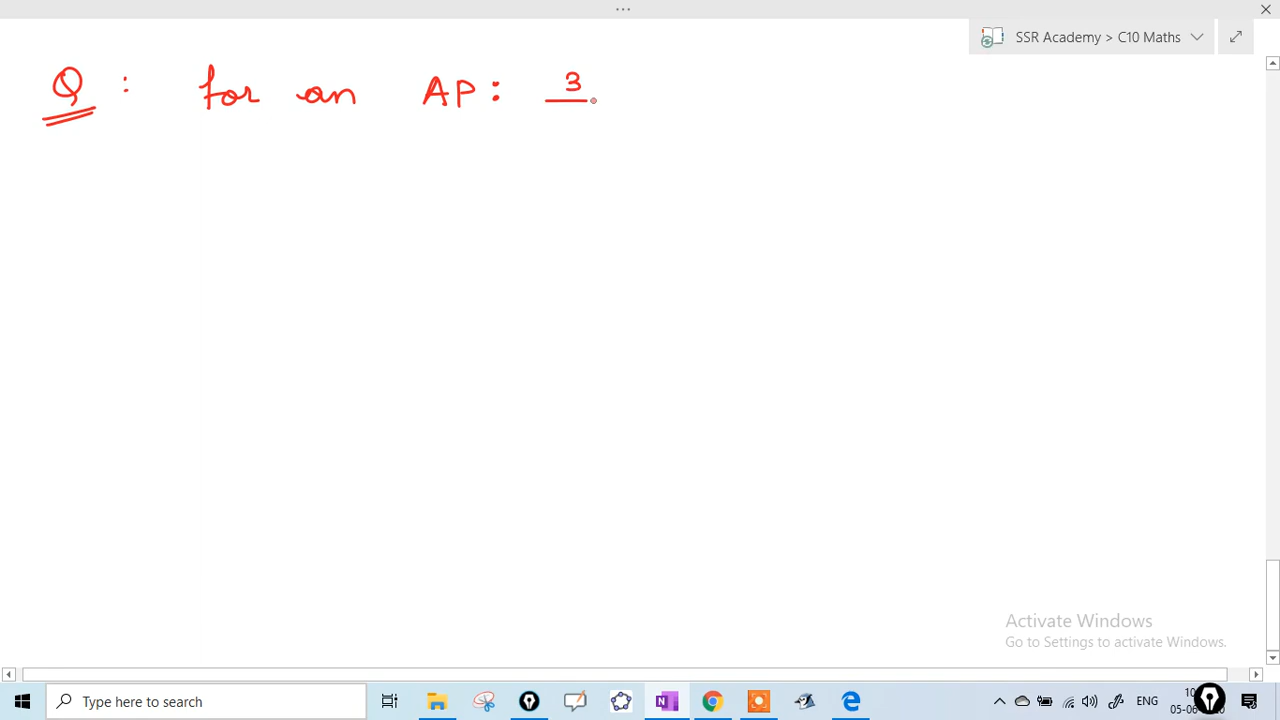 SSR Academy > C10 Maths
Q : for an AP : 3
Activate Windows
Go to Settings to activate Windows.
Type here to search
ENG